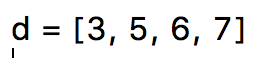 d = [3, 5, 6, 7]